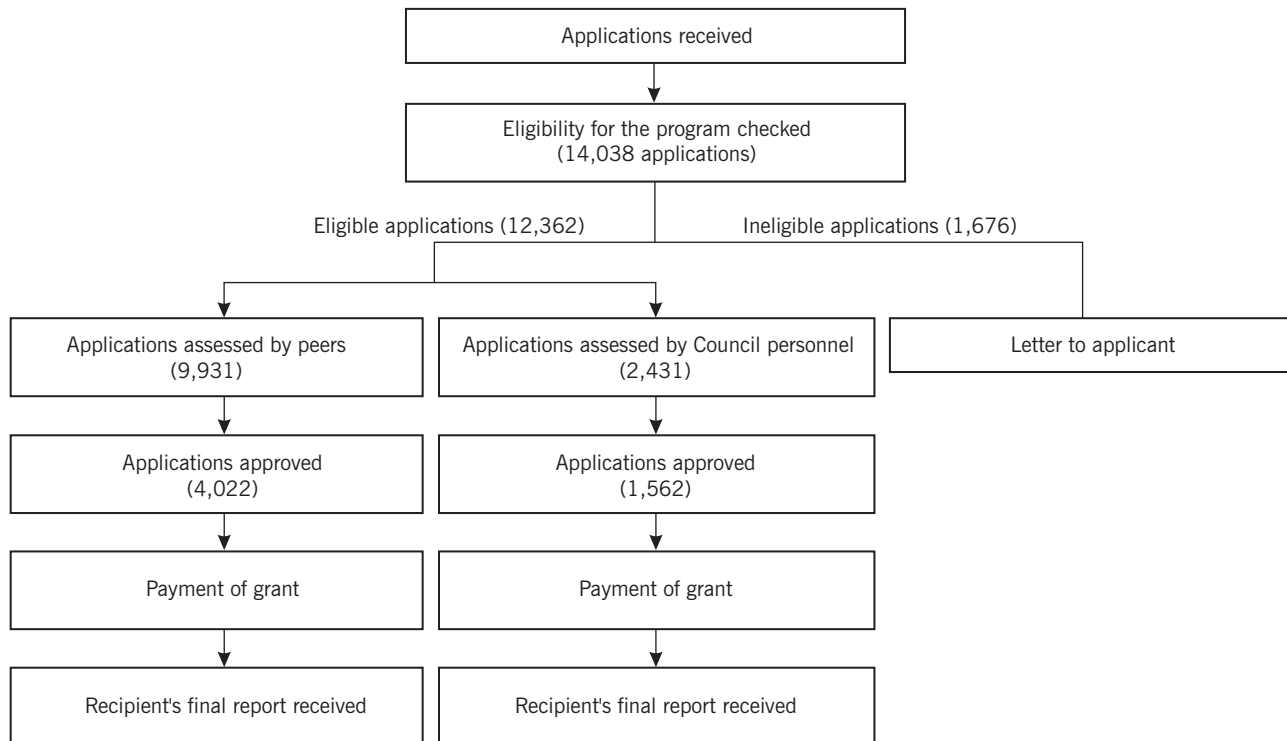 Applications received
Eligibility for the program checked
(14,038 applications)
Eligible applications (12,362)
Ineligible applications (1,676)
Applications assessed by peers
(9,931)
Applications assessed by Council personnel
(2,431)
Letter to applicant
Applications approved
(4,022)
Applications approved
(1,562)
Payment of grant
Payment of grant
Recipient's final report received
Recipient's final report received